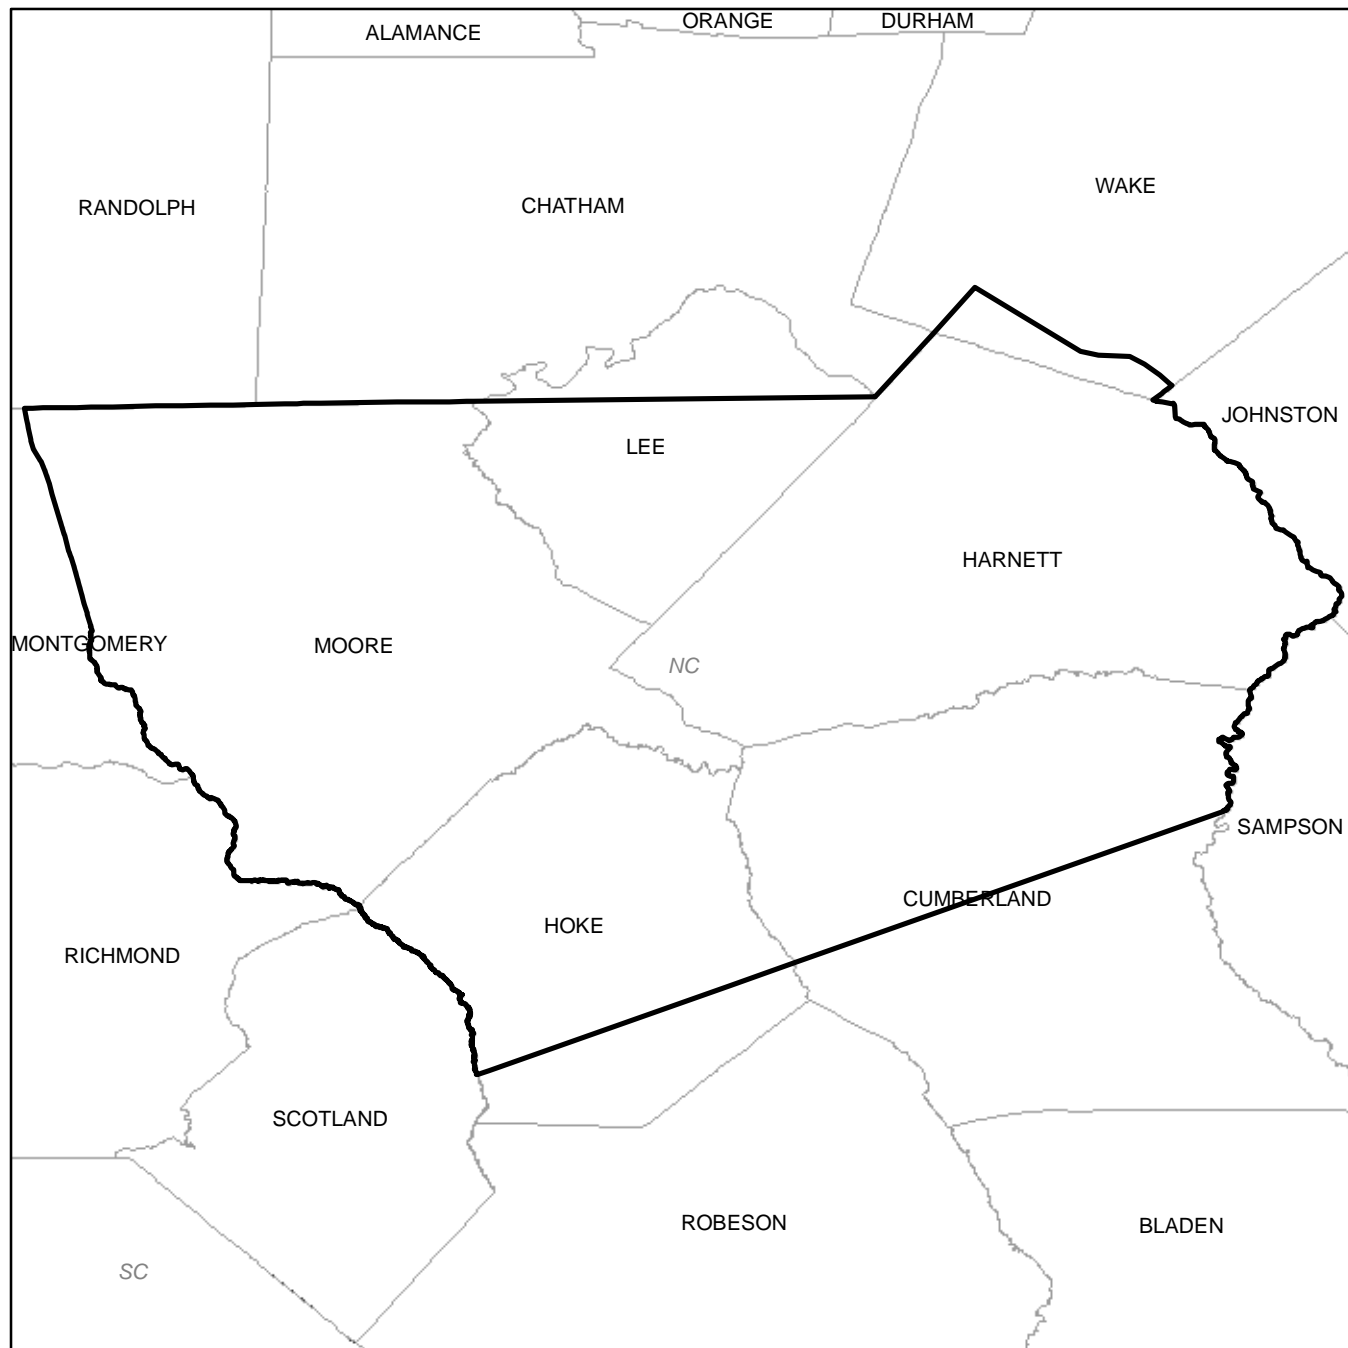 ORANGE
DURHAM
ALAMANCE
WAKE
RANDOLPH
CHATHAM
JOHNSTON
LEE
HARNETT
MONTGOMERY
MOORE
NC
SAMPSON
CUMBERLAND
HOKE
RICHMOND
SCOTLAND
ROBESON
BLADEN
SC